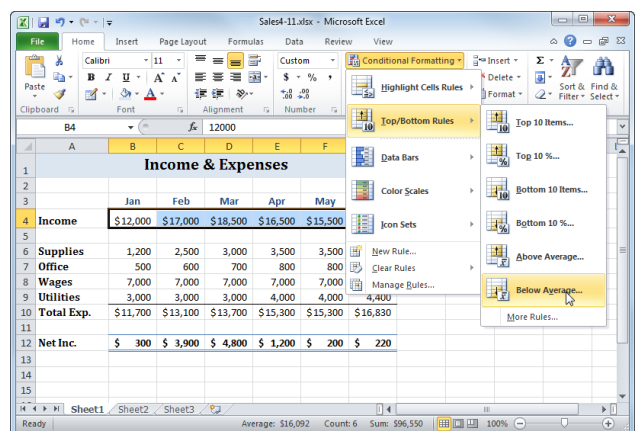 Sales4-11.xlsx - Microsoft Excel
File Home Insert Page Layout Formulas Data Review View
Paste
Clipboard
Calibri 11
B I U A A
A
Font
Alignment
Custom
$ % ,
.0 .00 .00 .0
Number
Conditional Formatting
Insert
Delete
Format
Σ
Sort & Filter
Find & Select
B4 fx 12000
A B C D E F
1 Income & Expenses
2
3 Jan Feb Mar Apr May
4 Income $12,000 $17,000 $18,500 $16,500 $15,500
5
6 Supplies 1,200 2,500 3,000 3,500 3,500
7 Office 500 600 700 800 800
8 Wages 7,000 7,000 7,000 7,000 7,000
9 Utilities 3,000 3,000 3,000 4,000 4,000 4,400
10 Total Exp. $11,700 $13,100 $13,700 $15,300 $15,300 $16,830
11
12 Net Inc. $ 300 $ 3,900 $ 4,800 $ 1,200 $ 200 $ 220
13
14
15
Highlight Cells Rules
Top/Bottom Rules
Data Bars
Color Scales
Icon Sets
New Rule...
Clear Rules
Manage Rules...
Top 10 Items...
Top 10 %...
Bottom 10 Items...
Bottom 10 %...
Above Average...
Below Average...
More Rules...
Sheet1 Sheet2 Sheet3
Ready Average: $16,092 Count: 6 Sum: $96,550 100%